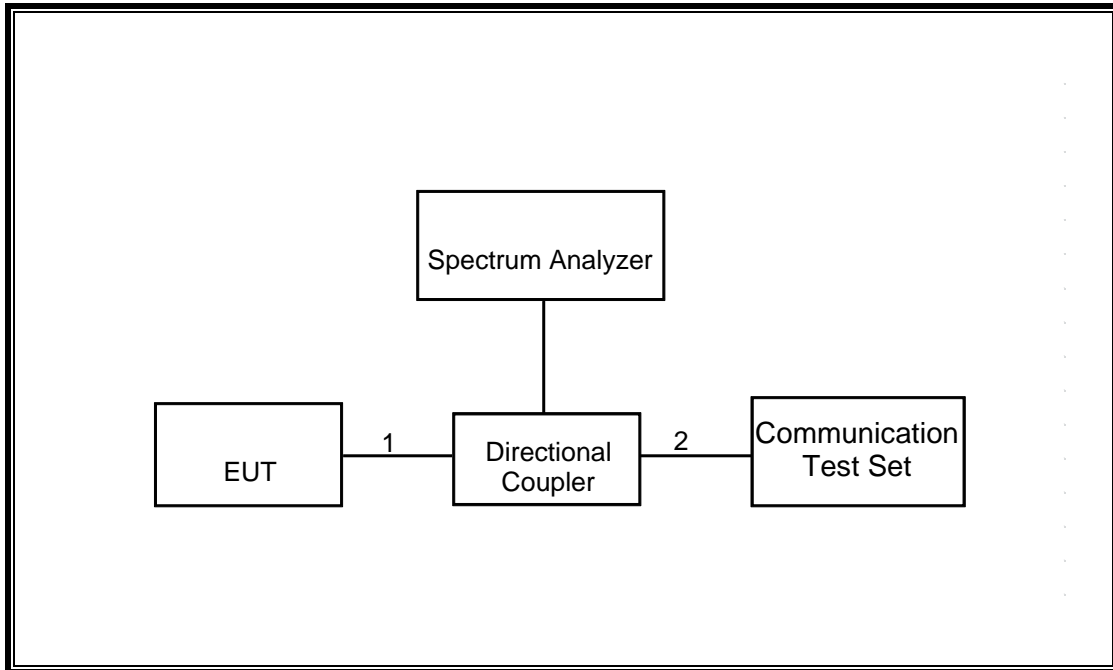 Spectrum Analyzer
EUT
1
Directional
Coupler
2
Communication
Test Set